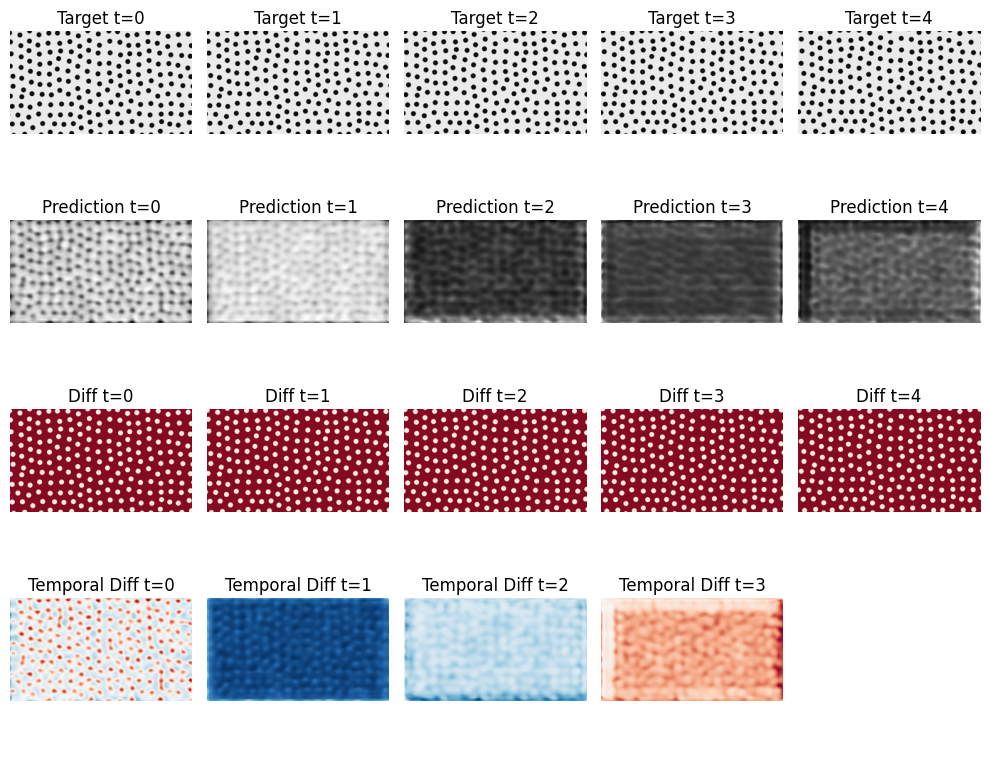 Target t=0 Target t=1 Target t=2 Target t=3 Target t=4
Prediction t=0 Prediction t=1 Prediction t=2 Prediction t=3 Prediction t=4
Diff t=0 Diff t=1 Diff t=2 Diff t=3 Diff t=4
Temporal Diff t=0 Temporal Diff t=1 Temporal Diff t=2 Temporal Diff t=3